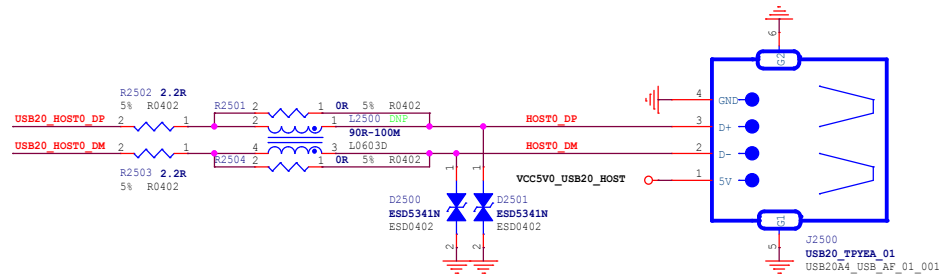 6
G2
R2502 2.2R
5% R0402
R2501 2 1 0R 5% R0402
4 GND
L2500 DNP
USB20_HOST0_DP 2 1 2 1 HOST0_DP 3 D+
90R-100M
USB20_HOST0_DM 2 1 4 3 L0603D HOST0_DM 2 D-
R2504 2 1 0R 5% R0402
R2503 2.2R
5% R0402
VCC5V0_USB20_HOST 1 5V
1 1
D2500 D2501
ESD5341N ESD5341N
ESD0402 ESD0402
2 2
G1
5
J2500
USB20_TPYEA_01
USB20A4_USB_AF_01_001